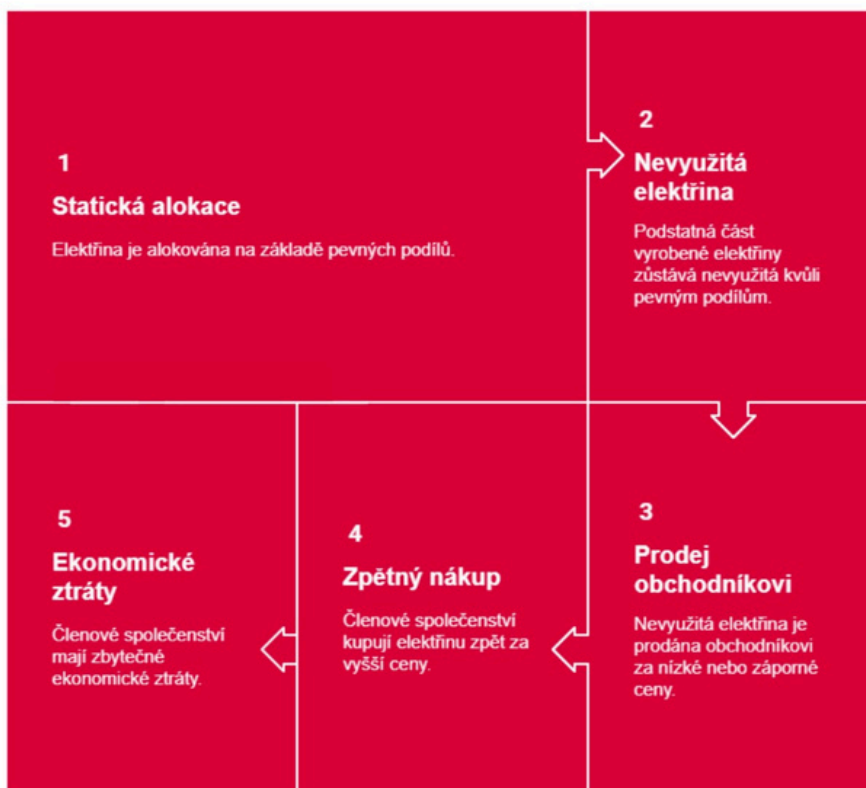 1
Statická alokace
Elektřina je alokována na základě pevných podílů.
2
Nevyužitá
elektřina
Podstatná část
vyrobené elektřiny
zůstává nevyužitá kvůli
pevným podílům.
3
Prodej
obchodníkovi
Nevyužitá elektřina je
prodána obchodníkovi
za nízké nebo záporné
ceny.
4
Zpětný nákup
Členové společenství
kupují elektřinu zpět za
vyšší ceny.
5
Ekonomické
ztráty
Členové společenství
mají zbytečné
ekonomické ztráty.